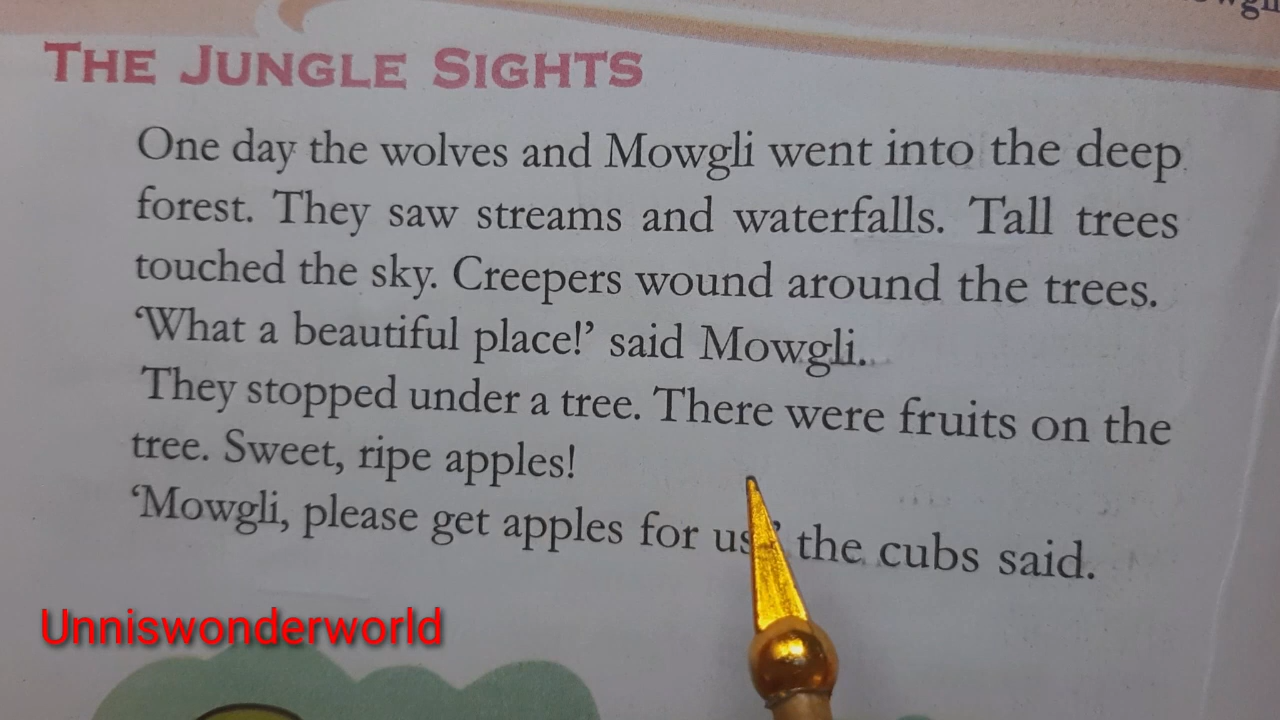 THE JUNGLE SIGHTS
One day the wolves and Mowgli went into the deep
forest. They saw streams and waterfalls. Tall trees
touched the sky. Creepers wound around the trees.
‘What a beautiful place!’ said Mowgli.
They stopped under a tree. There were fruits on the
tree. Sweet, ripe apples!
‘Mowgli, please get apples for us,’ the cubs said.
Unniswonderworld